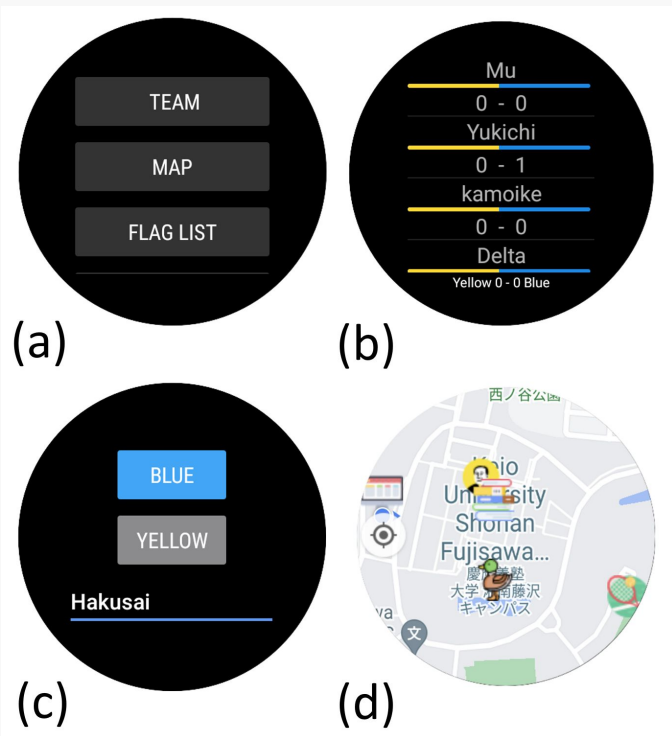 TEAM
MAP
FLAG LIST
(a)
Mu
0 - 0
Yukichi
0 - 1
kamoike
0 - 0
Delta
Yellow 0 - 0 Blue
(b)
BLUE
YELLOW
Hakusai
(c)
西ノ谷公園
Keio
University
Shonan
Fujisawa...
慶應義塾
大学 湘南藤沢
キャンパス
文
(d)